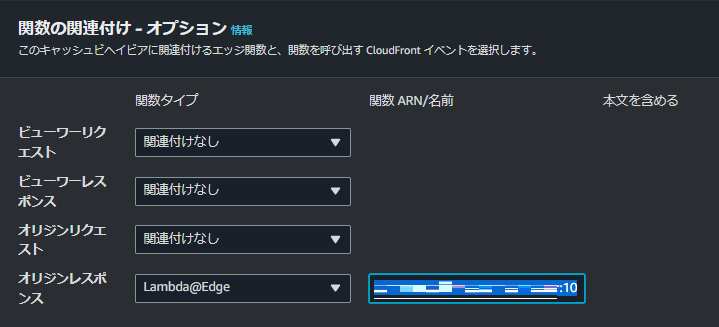 関数の関連付け - オプション 情報
このキャッシュビヘイビアに関連付けるエッジ関数と、関数を呼び出す CloudFront イベントを選択します。
関数タイプ 関数 ARN/名前 本文を含める
ビューワーリク
エスト
関連付けなし
ビューワーレス
ポンス
関連付けなし
オリジンリクエ
スト
関連付けなし
オリジンレスポ
ンス
Lambda@Edge
:10